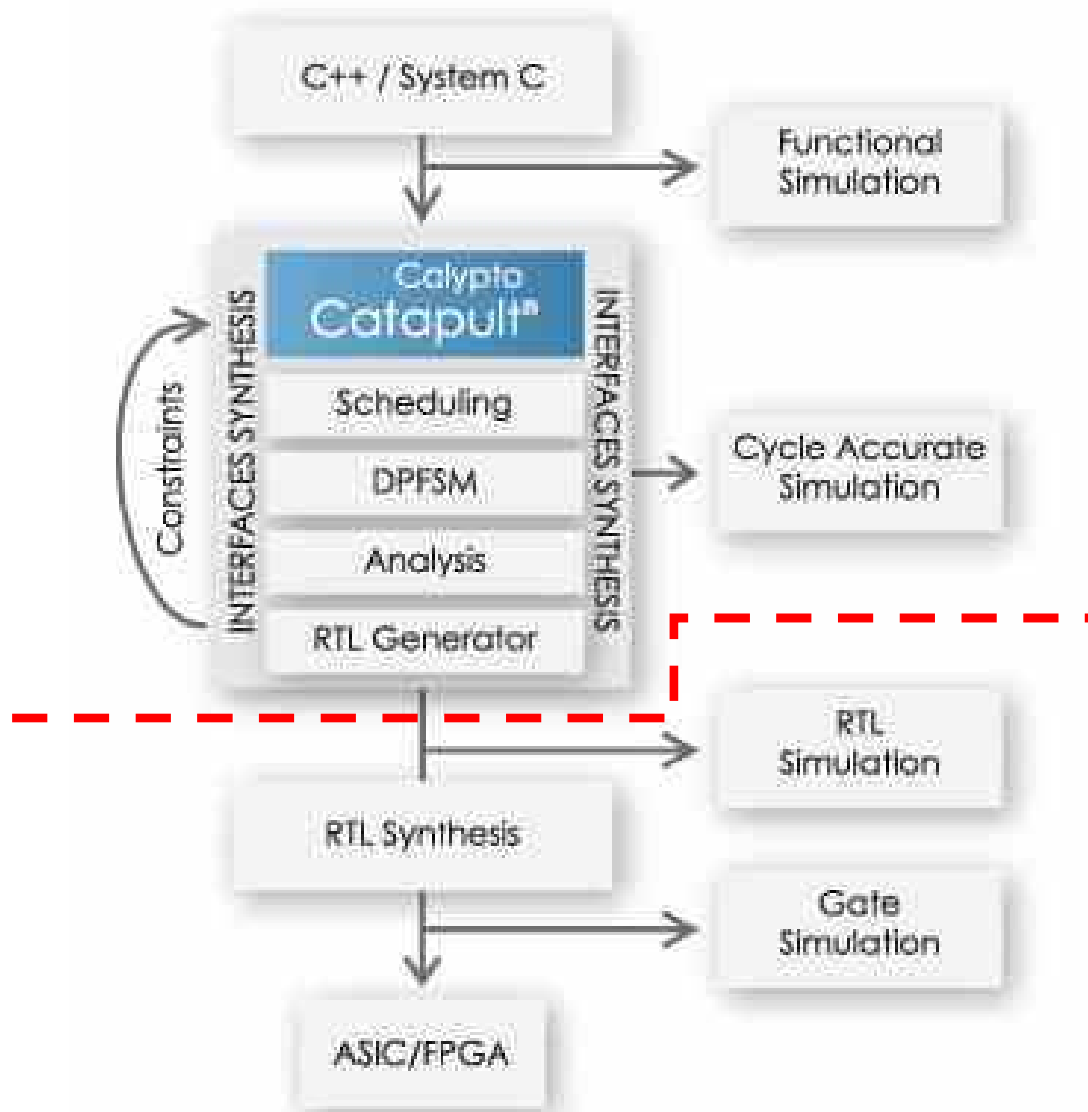 C++ / System C
Functional
Simulation
Calypto
Catapult®
INTERFACES SYNTHESIS
INTERFACES SYNTHESIS
Constraints
Scheduling
DPFSM
Analysis
RTL Generator
Cycle Accurate
Simulation
RTL
Simulation
RTL Synthesis
Gate
Simulation
ASIC/FPGA